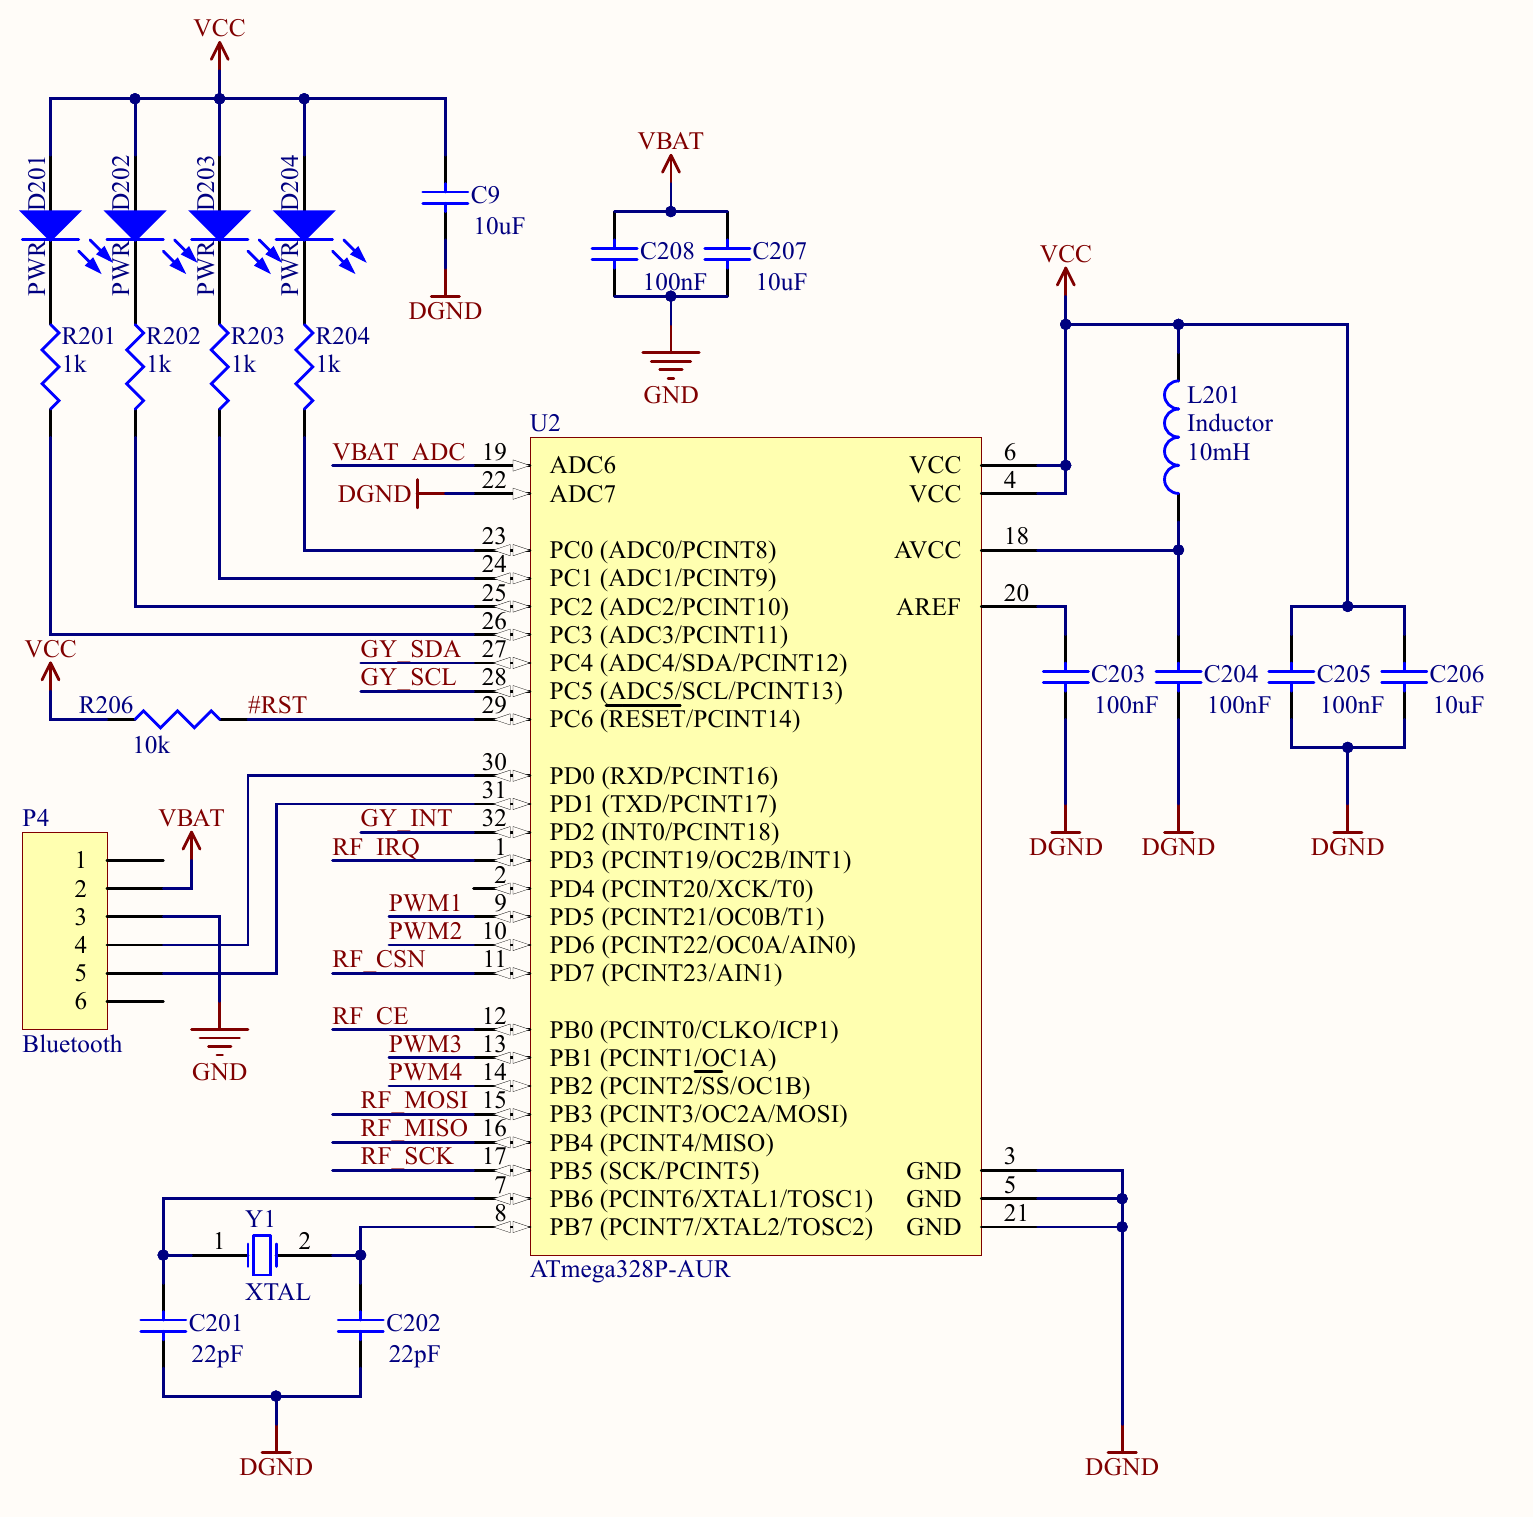 VCC
D201
PWR
D202
PWR
D203
PWR
D204
PWR
C9
10uF
DGND
R201
1k
R202
1k
R203
1k
R204
1k
VBAT
C208
100nF
C207
10uF
GND
VCC
L201
Inductor
10mH
U2
VBAT_ADC 19 ADC6
DGND 22 ADC7
23 PC0 (ADC0/PCINT8)
24 PC1 (ADC1/PCINT9)
25 PC2 (ADC2/PCINT10)
26 PC3 (ADC3/PCINT11)
GY_SDA 27 PC4 (ADC4/SDA/PCINT12)
GY_SCL 28 PC5 (ADC5/SCL/PCINT13)
#RST 29 PC6 (RESET/PCINT14)
VCC
R206
10k
30 PD0 (RXD/PCINT16)
31 PD1 (TXD/PCINT17)
GY_INT 32 PD2 (INT0/PCINT18)
RF_IRQ 1 PD3 (PCINT19/OC2B/INT1)
2 PD4 (PCINT20/XCK/T0)
PWM1 9 PD5 (PCINT21/OC0B/T1)
PWM2 10 PD6 (PCINT22/OC0A/AIN0)
RF_CSN 11 PD7 (PCINT23/AIN1)
RF_CE 12 PB0 (PCINT0/CLKO/ICP1)
PWM3 13 PB1 (PCINT1/OC1A)
PWM4 14 PB2 (PCINT2/SS/OC1B)
RF_MOSI 15 PB3 (PCINT3/OC2A/MOSI)
RF_MISO 16 PB4 (PCINT4/MISO)
RF_SCK 17 PB5 (SCK/PCINT5)
7 PB6 (PCINT6/XTAL1/TOSC1)
8 PB7 (PCINT7/XTAL2/TOSC2)
VCC 6
VCC 4
AVCC 18
AREF 20
GND 3
GND 5
GND 21
ATmega328P-AUR
C203
100nF
C204
100nF
C205
100nF
C206
10uF
DGND
DGND
DGND
P4
VBAT
1
2
3
4
5
6
Bluetooth
GND
Y1
1 2
XTAL
C201
22pF
C202
22pF
DGND
DGND